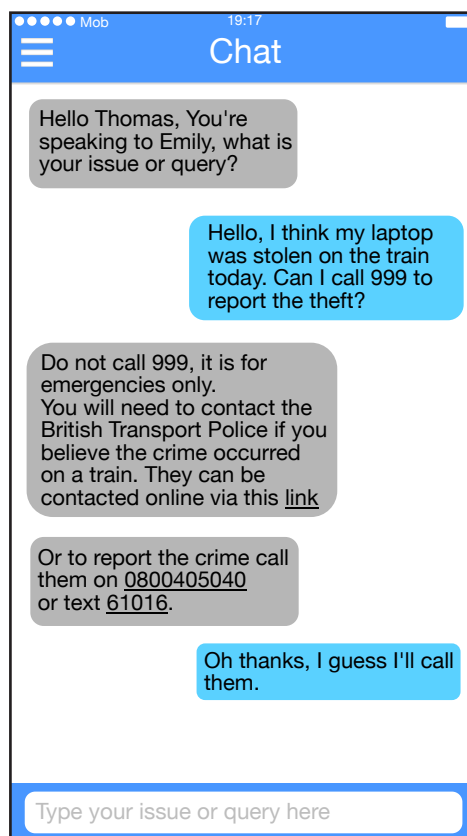 Mob 19:17
Chat
Hello Thomas, You're
speaking to Emily, what is
your issue or query?
Hello, I think my laptop
was stolen on the train
today. Can I call 999 to
report the theft?
Do not call 999, it is for
emergencies only.
You will need to contact the
British Transport Police if you
believe the crime occurred
on a train. They can be
contacted online via this link
Or to report the crime call
them on 0800405040
or text 61016.
Oh thanks, I guess I'll call
them.
Type your issue or query here